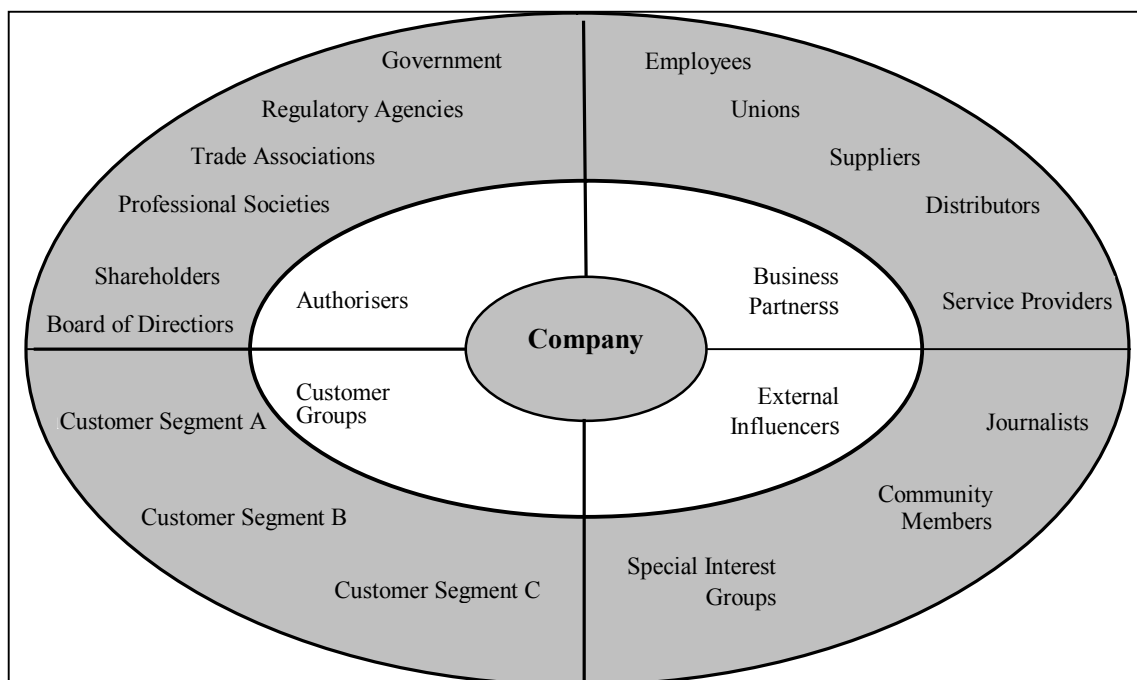 Government
Employees
Regulatory Agencies
Unions
Trade Associations
Suppliers
Professional Societies
Distributors
Shareholders
Board of Directiors
Authorisers
Business
Partnerss
Service Providers
Company
Customer
Groups
External
Influencers
Customer Segment A
Journalists
Customer Segment B
Community
Members
Customer Segment C
Special Interest
Groups